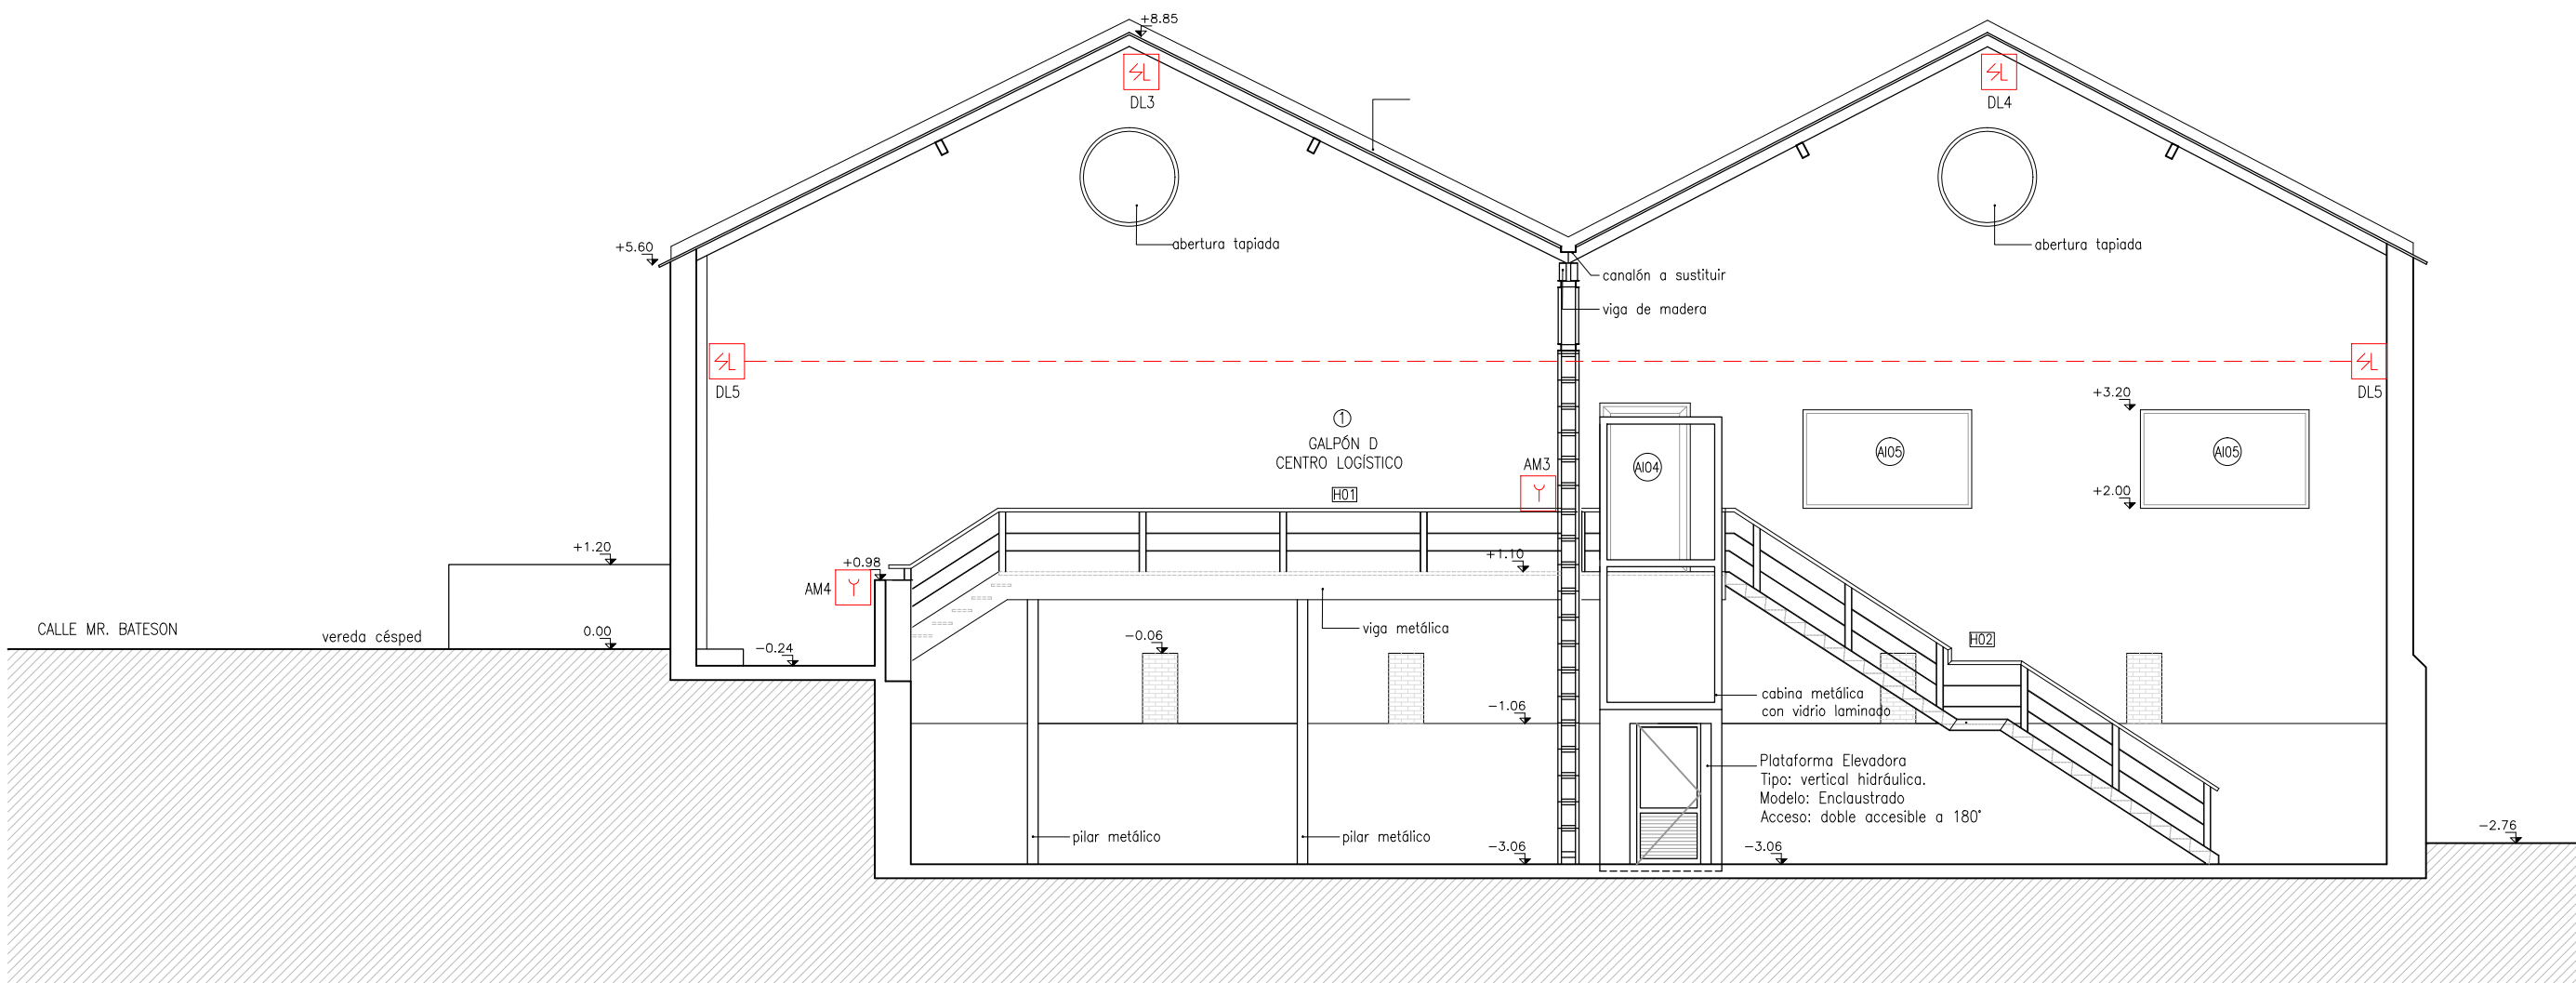 +8.85
DL3
DL4
abertura tapiada
abertura tapiada
+5.60
canalón a sustituir
viga de madera
DL5
DL5
+3.20
1
GALPÓN D
CENTRO LOGÍSTICO
H01
AM3
AI04
AI05
AI05
+2.00
+1.20
+0.98
+1.10
AM4
CALLE MR. BATESON
vereda césped
0.00
-0.24
-0.06
viga metálica
H02
cabina metálica
con vidrio laminado
-1.06
Plataforma Elevadora
Tipo: vertical hidráulica.
Modelo: Enclaustrado
Acceso: doble accesible a 180°
pilar metálico
pilar metálico
-3.06
-3.06
-2.76